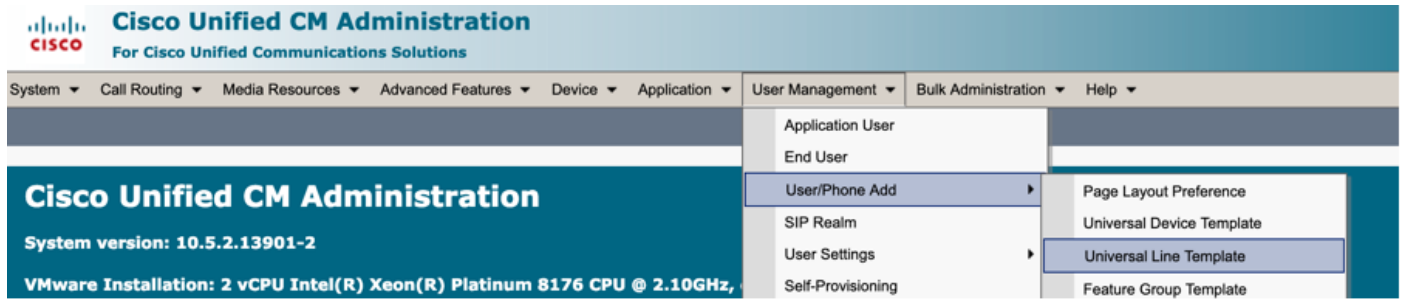 CISCO
Cisco Unified CM Administration
For Cisco Unified Communications Solutions
System Call Routing Media Resources Advanced Features Device Application User Management Bulk Administration Help
Application User
End User
User/Phone Add
SIP Realm
User Settings
Self-Provisioning
Page Layout Preference
Universal Device Template
Universal Line Template
Feature Group Template
Cisco Unified CM Administration
System version: 10.5.2.13901-2
VMware Installation: 2 vCPU Intel(R) Xeon(R) Platinum 8176 CPU @ 2.10GHz,